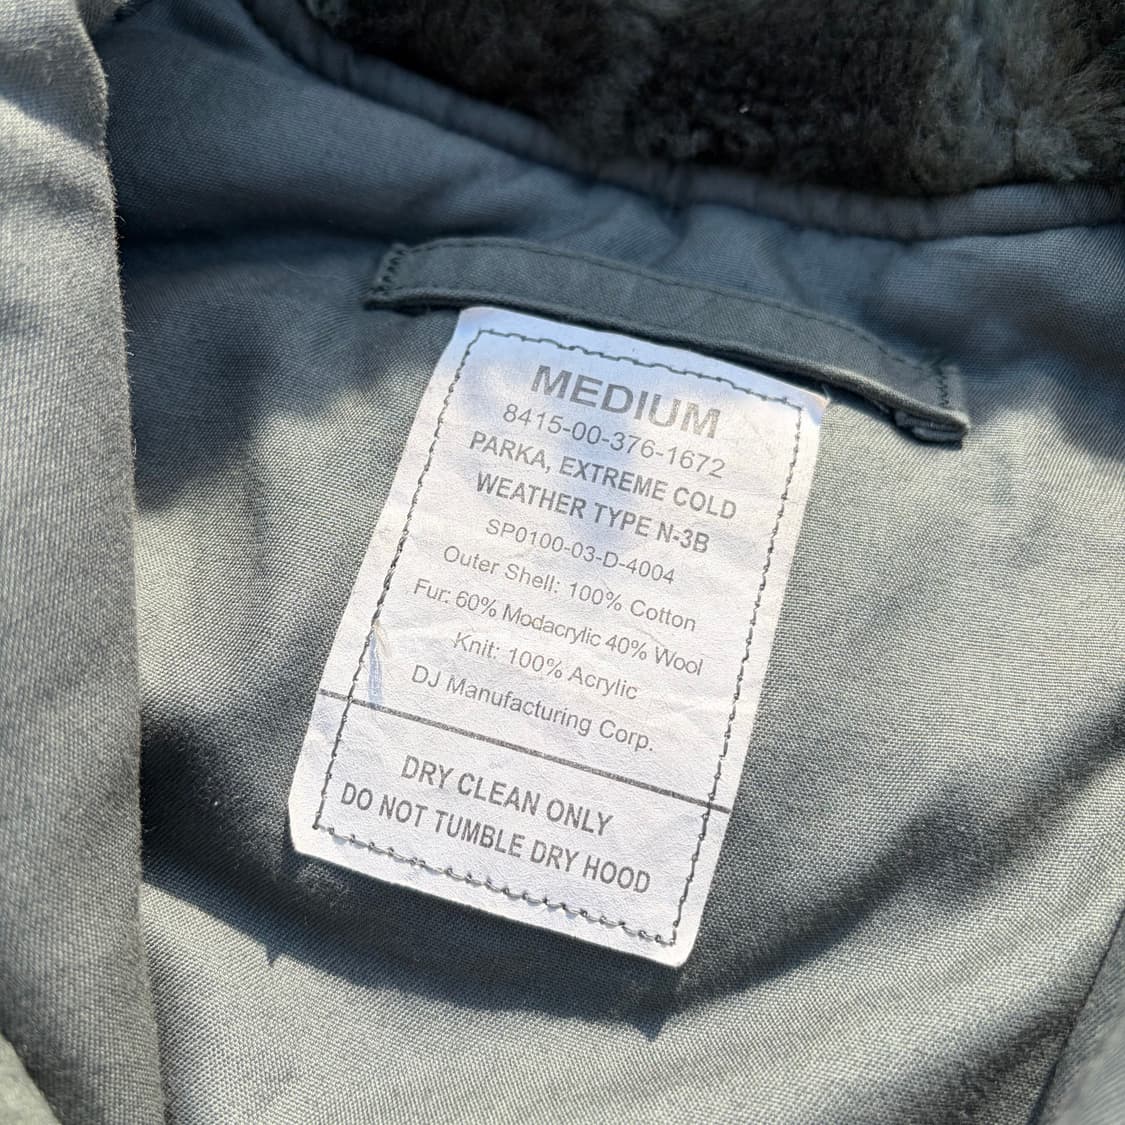 MEDIUM
8415-00-376-1672
PARKA, EXTREME COLD
WEATHER TYPE N-3B
SP0100-03-D-4004
Outer Shell: 100% Cotton
Fur: 60% Modacrylic 40% Wool
Knit: 100% Acrylic
DJ Manufacturing Corp.
DRY CLEAN ONLY
DO NOT TUMBLE DRY HOOD